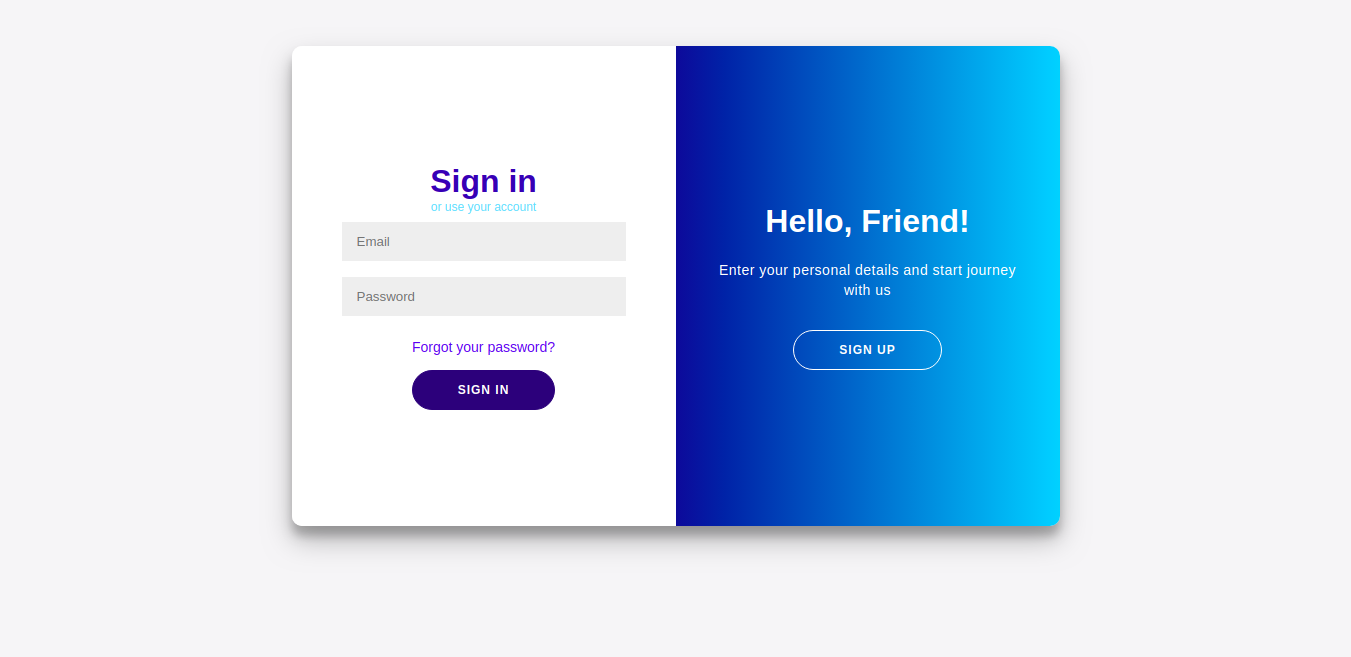 Sign in
or use your account
Email
Password
Forgot your password?
SIGN IN
Hello, Friend!
Enter your personal details and start journey
with us
SIGN UP